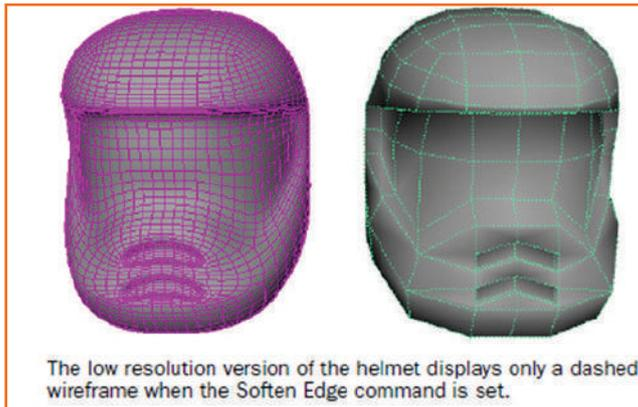 The low resolution version of the helmet displays only a dashed
wireframe when the Soften Edge command is set.